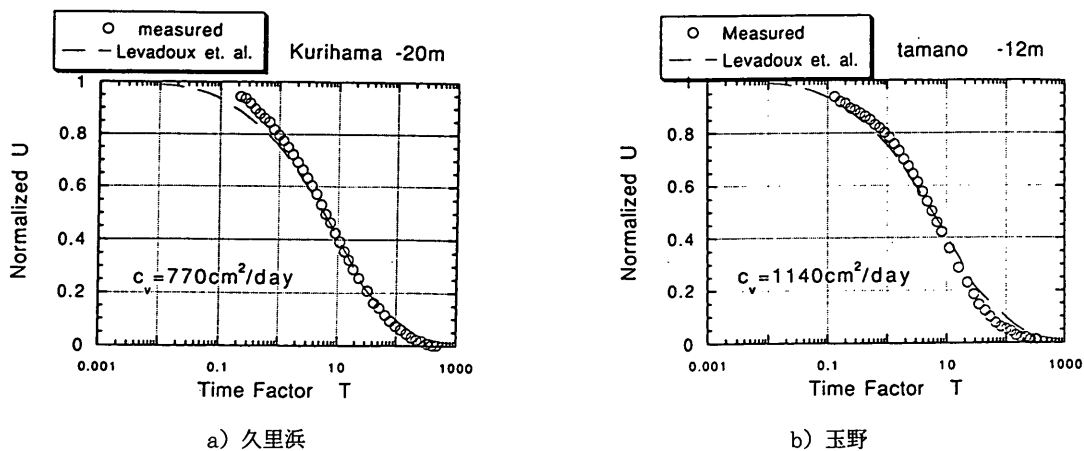 measured
Levadoux et. al.
Kurihama -20m
1
0.8
0.6
0.4
0.2
0
Normalized U
c_v=770cm²/day
0.001 0.1 10 1000
Time Factor T
a) 久里浜
Measured
Levadoux et. al.
tamano -12m
1
0.8
0.6
0.4
0.2
0
Normalized U
c_v=1140cm²/day
0.001 0.1 10 1000
Time Factor T
b) 玉野